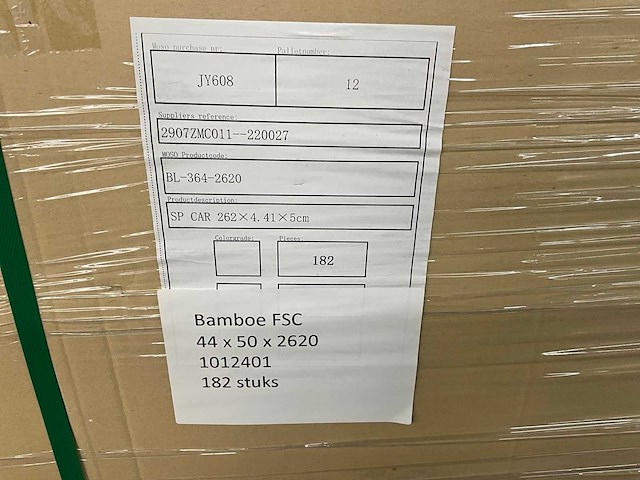 Moso purchase nr: Palletnumber:
JY608 12
Suppliers reference:
2907ZMC011--220027
MOSO Productcode:
BL-364-2620
Productdescription:
SP CAR 262×4.41×5cm
Colorgrade: Pieces:
182
Bamboe FSC
44 x 50 x 2620
1012401
182 stuks